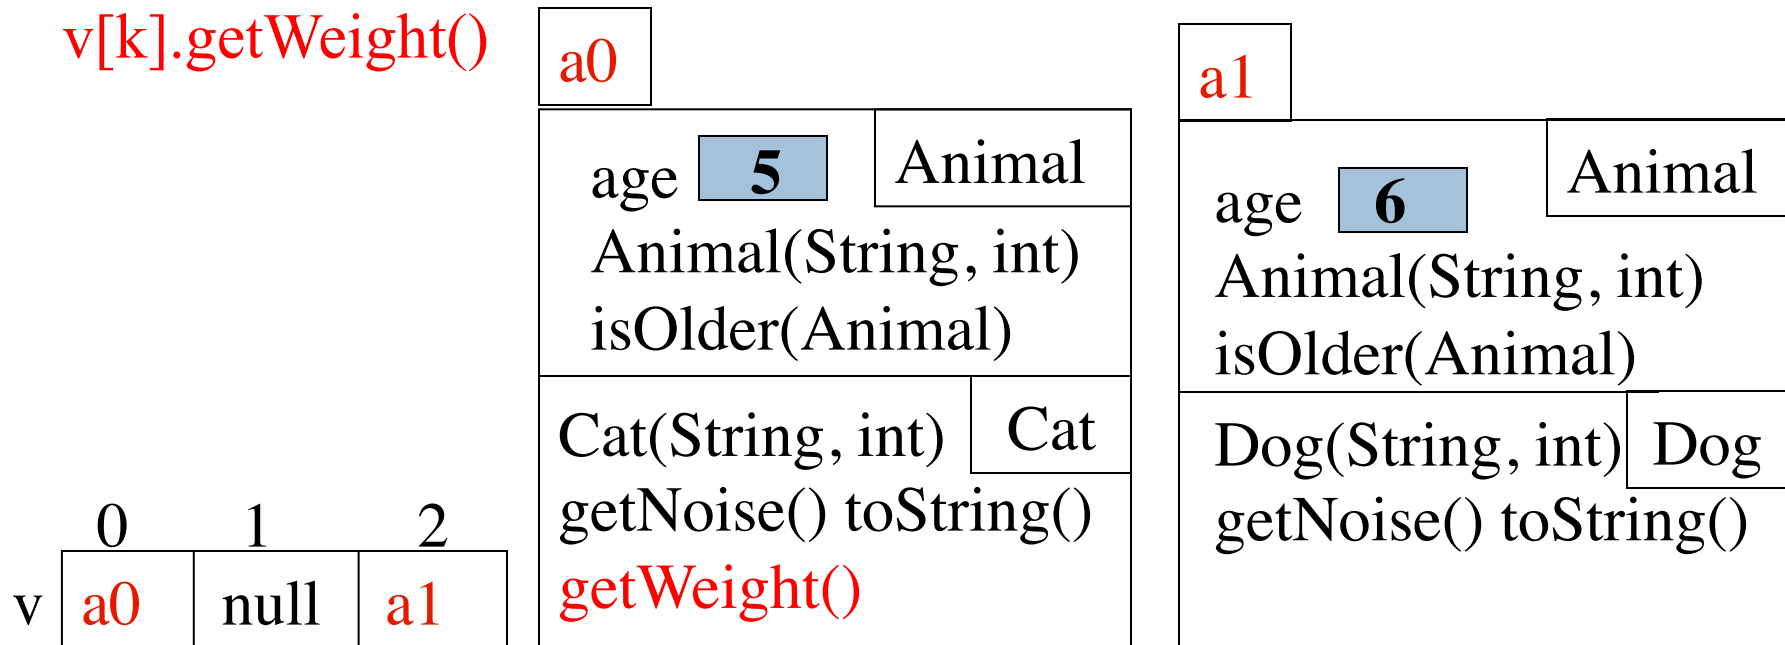 v[k].getWeight()
a0
age 5 Animal
Animal(String, int)
isOlder(Animal)
Cat(String, int) Cat
getNoise() toString()
getWeight()
a1
age 6 Animal
Animal(String, int)
isOlder(Animal)
Dog(String, int) Dog
getNoise() toString()
0 1 2
v a0 null a1